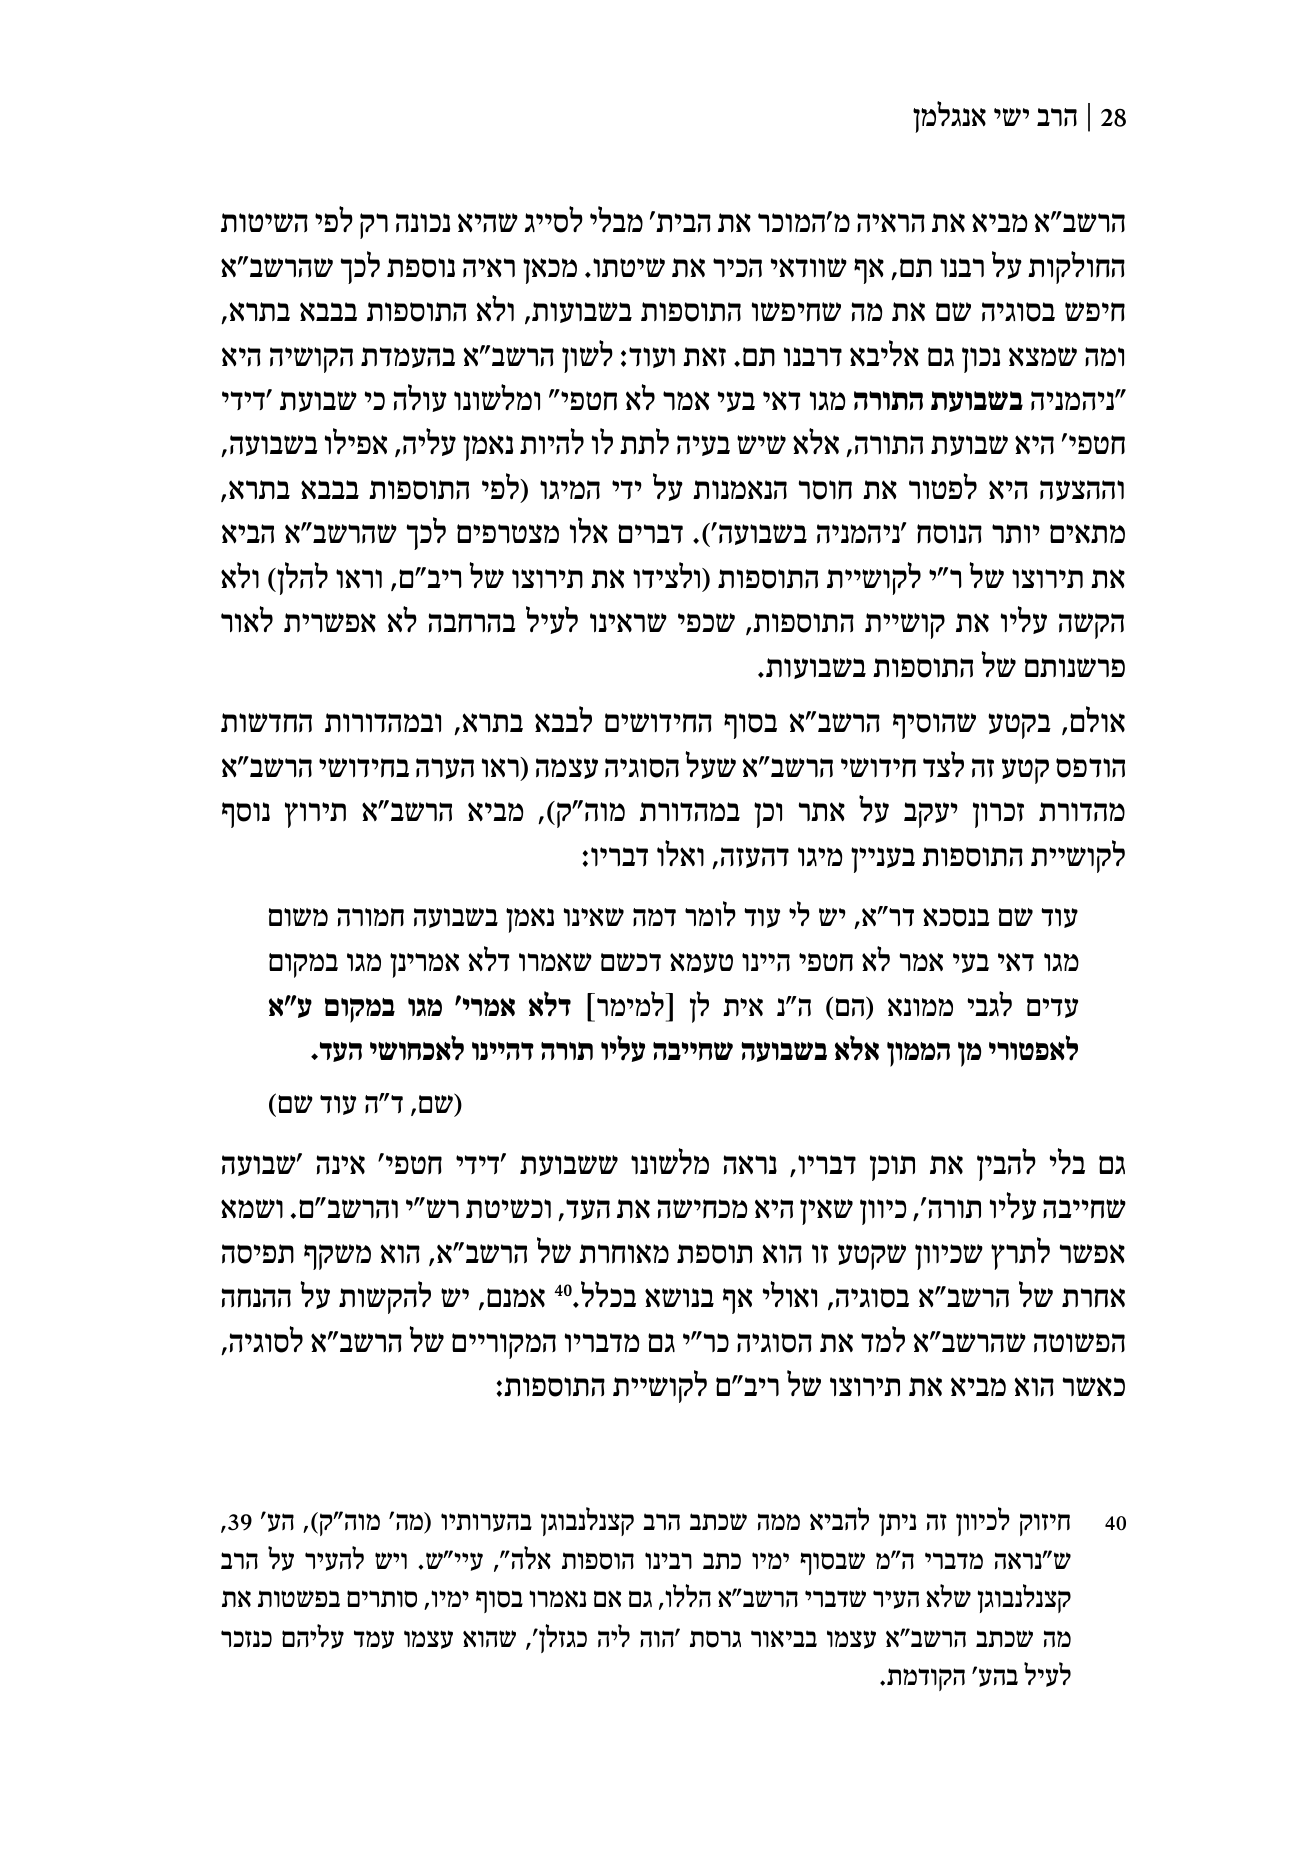 28 | הרב ישי אנגלמן
הרשב"א מביא את הראיה מ'המוכר את הבית' מבלי לסייג שהיא נכונה רק לפי השיטות
החולקות על רבנו תם, אף שוודאי הכיר את שיטתו. מכאן ראיה נוספת לכך שהרשב"א
חיפש בסוגיה שם את מה שחיפשו התוספות בשבועות, ולא התוספות בבבא בתרא,
ומה שמצא נכון גם אליבא דרבנו תם. זאת ועוד: לשון הרשב"א בהעמדת הקושיה היא
"ניהמניה בשבועת התורה מגו דאי בעי אמר לא חטפי" ומלשונו עולה כי שבועת 'דידי
חטפי' היא שבועת התורה, אלא שיש בעיה לתת לו להיות נאמן עליה, אפילו בשבועה,
וההצעה היא לפטור את חוסר הנאמנות על ידי המיגו (לפי התוספות בבבא בתרא,
מתאים יותר הנוסח 'ניהמניה בשבועה'). דברים אלו מצטרפים לכך שהרשב"א הביא
את תירוצו של ר"י לקושיית התוספות (ולצידו את תירוצו של ריב"ם, וראו להלן) ולא
הקשה עליו את קושיית התוספות, שכפי שראינו לעיל בהרחבה לא אפשרית לאור
פרשנותם של התוספות בשבועות.
אולם, בקטע שהוסיף הרשב"א בסוף החידושים לבבא בתרא, ובמהדורות החדשות
הודפס קטע זה לצד חידושי הרשב"א שעל הסוגיה עצמה (ראו הערה בחידושי הרשב"א
מהדורת זכרון יעקב על אתר וכן במהדורת מוה"ק), מביא הרשב"א תירוץ נוסף
לקושיית התוספות בעניין מיגו דהעזה, ואלו דבריו:
עוד שם בנסכא דר"א, יש לי עוד לומר דמה שאינו נאמן בשבועה חמורה משום
מגו דאי בעי אמר לא חטפי היינו טעמא דכשם שאמרו דלא אמרינן מגו במקום
עדים לגבי ממונא (הם) ה"נ אית לן [למימר] דלא אמרי' מגו במקום ע"א
לאפטורי מן הממון אלא בשבועה שחייבה עליו תורה דהיינו לאכחושי העד.
(שם, ד"ה עוד שם)
גם בלי להבין את תוכן דבריו, נראה מלשונו ששבועת 'דידי חטפי' אינה 'שבועה
שחייבה עליו תורה', כיוון שאין היא מכחישה את העד, וכשיטת רש"י והרשב"ם. ושמא
אפשר לתרץ שכיוון שקטע זו הוא תוספת מאוחרת של הרשב"א, הוא משקף תפיסה
אחרת של הרשב"א בסוגיה, ואולי אף בנושא בכלל.40 אמנם, יש להקשות על ההנחה
הפשוטה שהרשב"א למד את הסוגיה כר"י גם מדבריו המקוריים של הרשב"א לסוגיה,
כאשר הוא מביא את תירוצו של ריב"ם לקושיית התוספות:
40 חיזוק לכיוון זה ניתן להביא ממה שכתב הרב קצנלנבוגן בהערותיו (מה' מוה"ק), הע' 39,
ש"נראה מדברי ה"מ שבסוף ימיו כתב רבינו הוספות אלה", עיי"ש. ויש להעיר על הרב
קצנלנבוגן שלא העיר שדברי הרשב"א הללו, גם אם נאמרו בסוף ימיו, סותרים בפשטות את
מה שכתב הרשב"א עצמו בביאור גרסת 'הוה ליה כגזלן', שהוא עצמו עמד עליהם כנזכר
לעיל בהע' הקודמת.